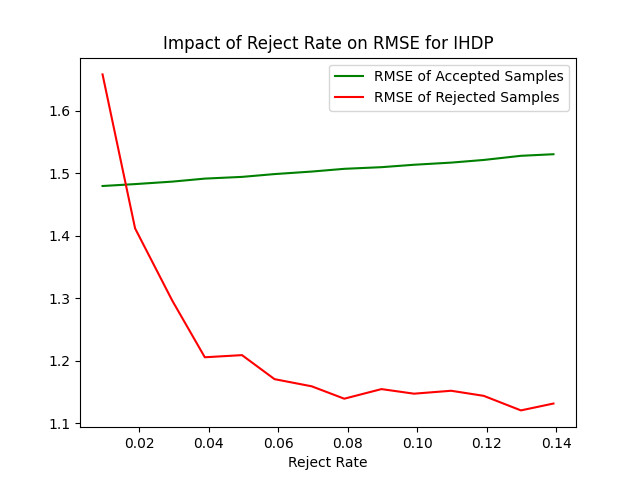 Impact of Reject Rate on RMSE for IHDP
RMSE of Accepted Samples
RMSE of Rejected Samples
1.6
1.5
1.4
1.3
1.2
1.1
0.02 0.04 0.06 0.08 0.10 0.12 0.14
Reject Rate